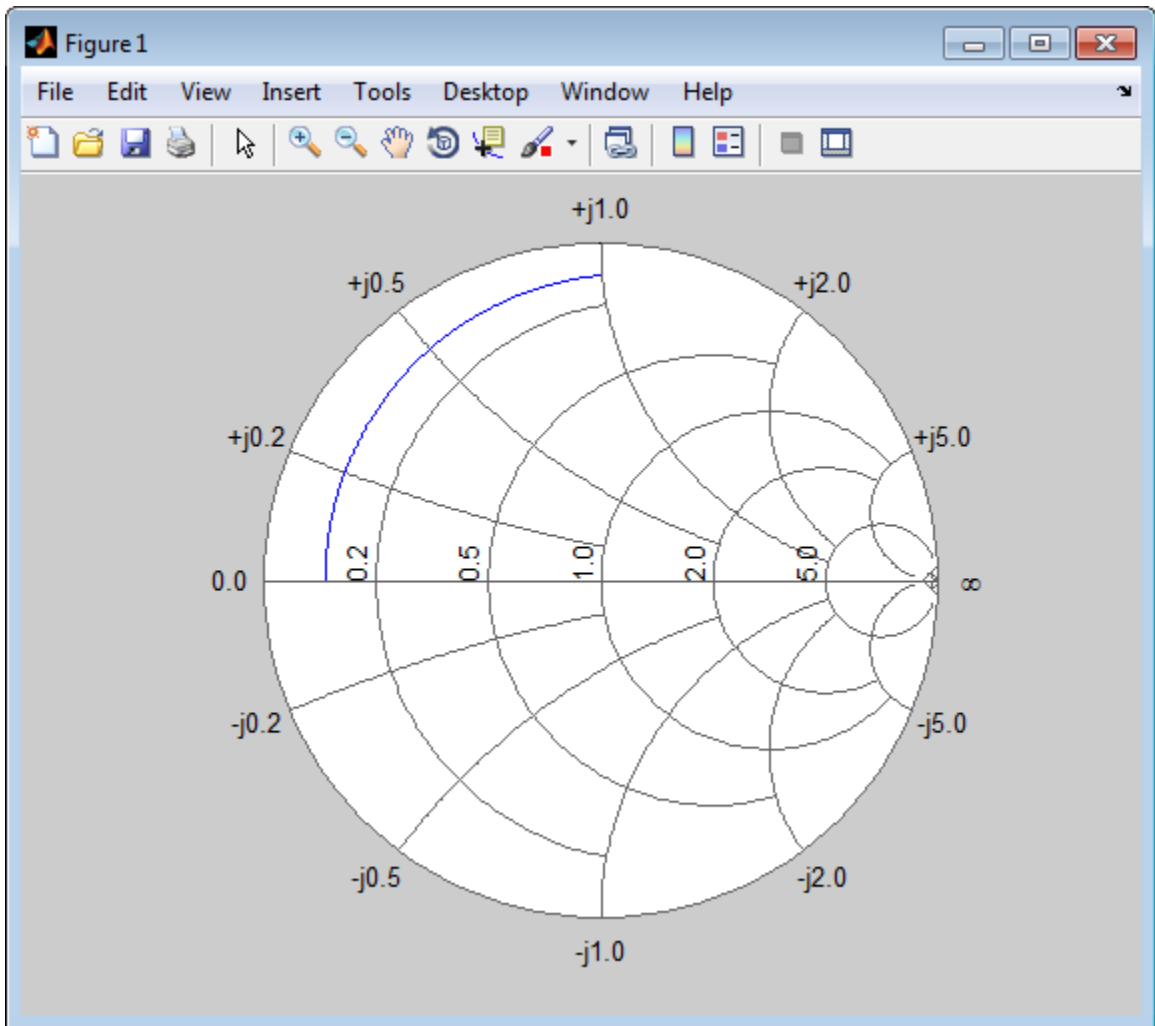 Figure 1
File Edit View Insert Tools Desktop Window Help
+j1.0
+j0.5 +j2.0
+j0.2 +j5.0
0.0 0.2 0.5 1.0 2.0 5.0 ∞
-j0.2 -j5.0
-j0.5 -j2.0
-j1.0